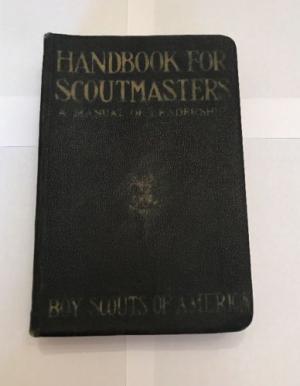 HANDBOOK FOR
SCOUTMASTERS
A MANUAL OF LEADERSHIP
BOY SCOUTS OF AMERICA